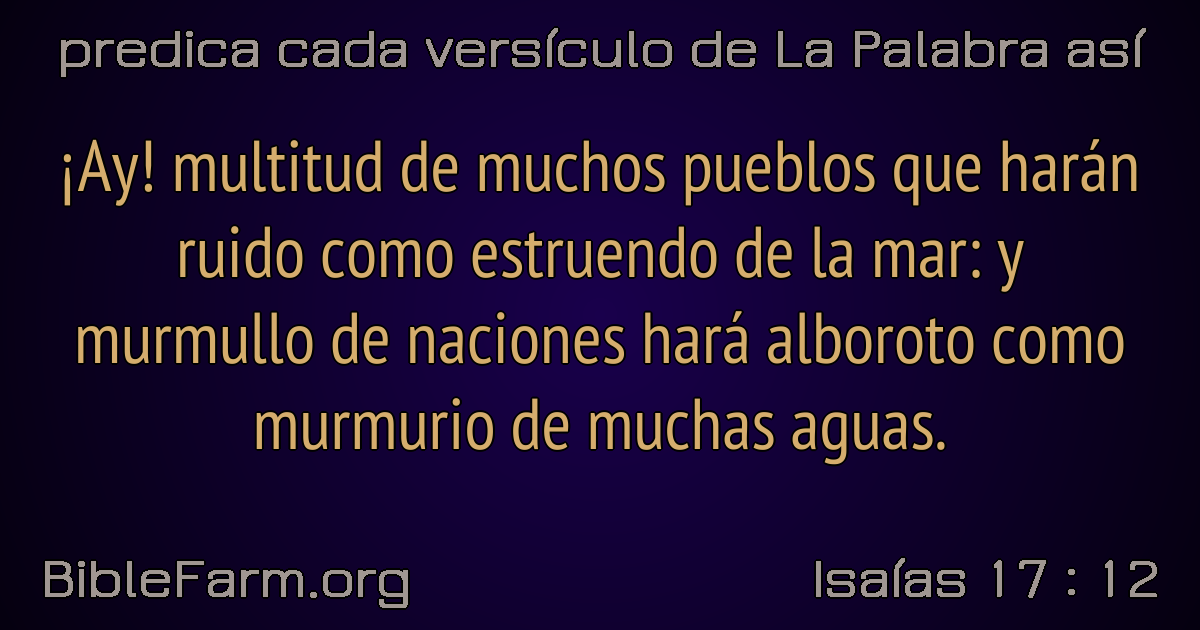 predica cada versículo de La Palabra así
¡Ay! multitud de muchos pueblos que harán
ruido como estruendo de la mar: y
murmullo de naciones hará alboroto como
murmurio de muchas aguas.
BibleFarm.org
Isaías 17 : 12